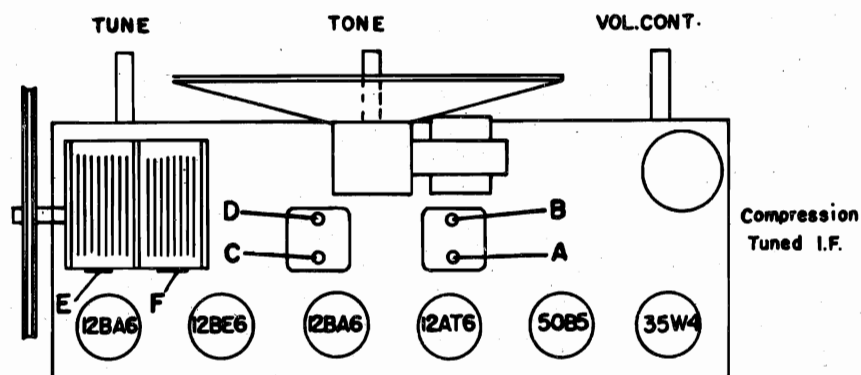 TUNE TONE VOL.CONT.
D B
C A
Compression
Tuned I.F.
E F
12BA6 12BE6 12BA6 12AT6 50B5 35W4